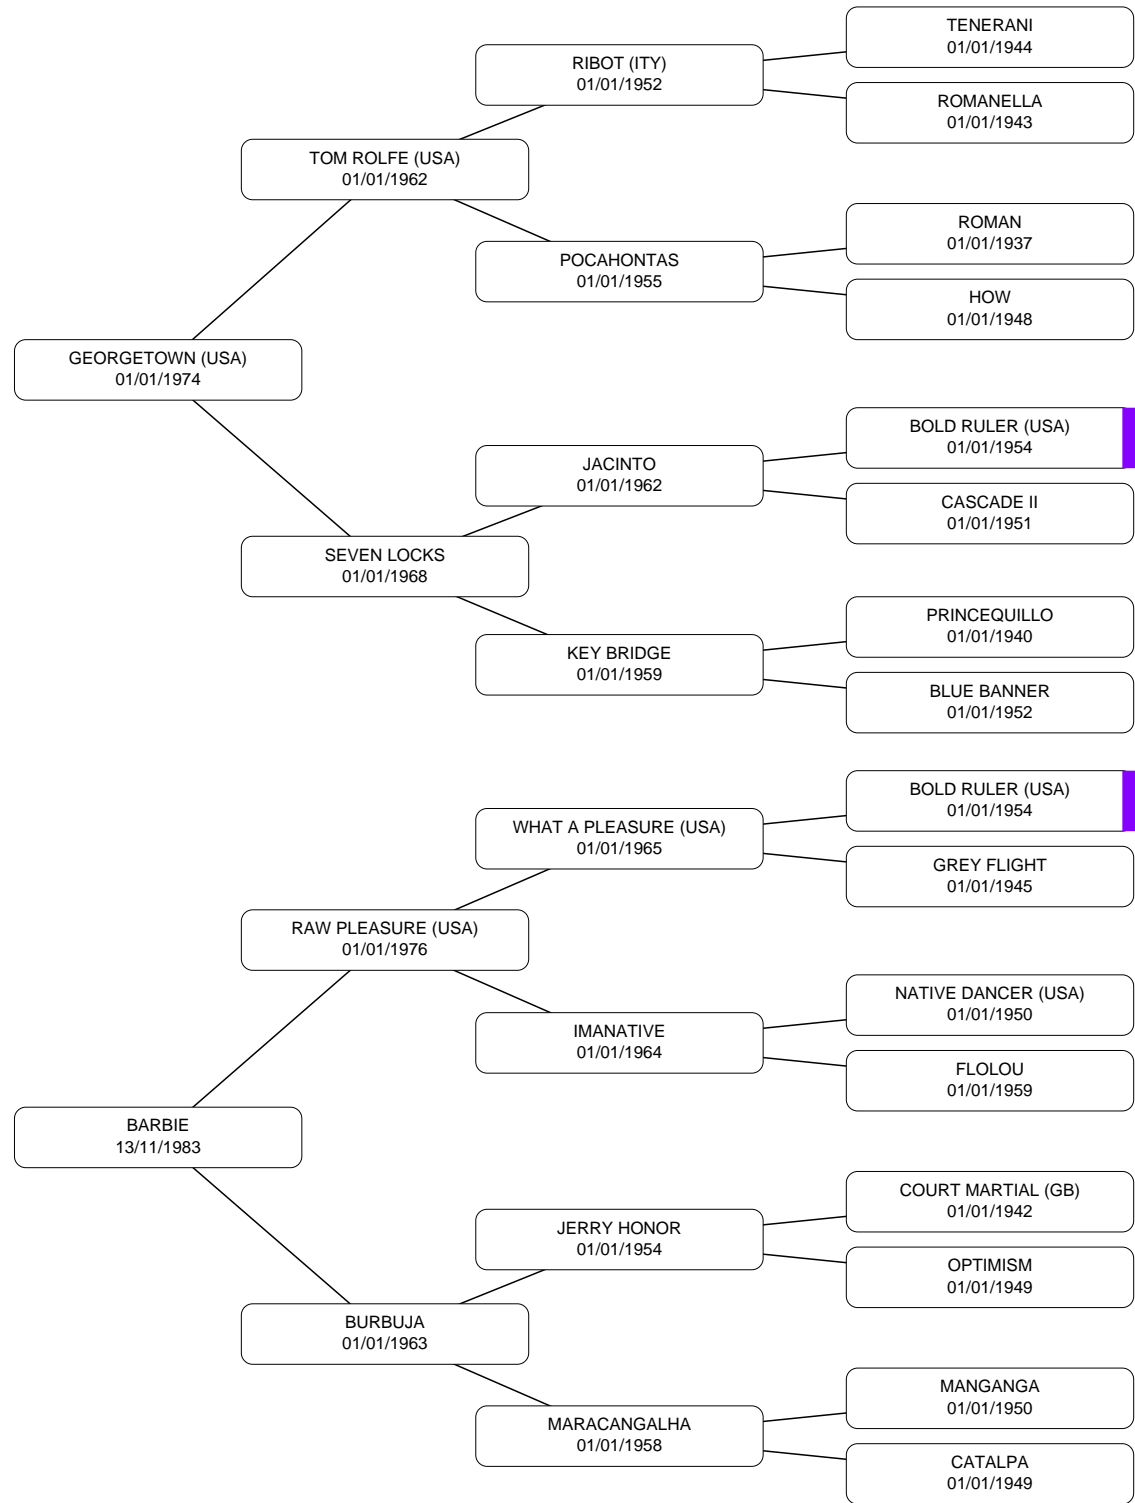 TENERANI
01/01/1944
RIBOT (ITY)
01/01/1952
ROMANELLA
01/01/1943
TOM ROLFE (USA)
01/01/1962
ROMAN
01/01/1937
POCAHONTAS
01/01/1955
HOW
01/01/1948
GEORGETOWN (USA)
01/01/1974
BOLD RULER (USA)
01/01/1954
JACINTO
01/01/1962
CASCADE II
01/01/1951
SEVEN LOCKS
01/01/1968
PRINCEQUILLO
01/01/1940
KEY BRIDGE
01/01/1959
BLUE BANNER
01/01/1952
BOLD RULER (USA)
01/01/1954
WHAT A PLEASURE (USA)
01/01/1965
GREY FLIGHT
01/01/1945
RAW PLEASURE (USA)
01/01/1976
NATIVE DANCER (USA)
01/01/1950
IMANATIVE
01/01/1964
FLOLOU
01/01/1959
BARBIE
13/11/1983
COURT MARTIAL (GB)
01/01/1942
JERRY HONOR
01/01/1954
OPTIMISM
01/01/1949
BURBUJA
01/01/1963
MANGANGA
01/01/1950
MARACANGALHA
01/01/1958
CATALPA
01/01/1949